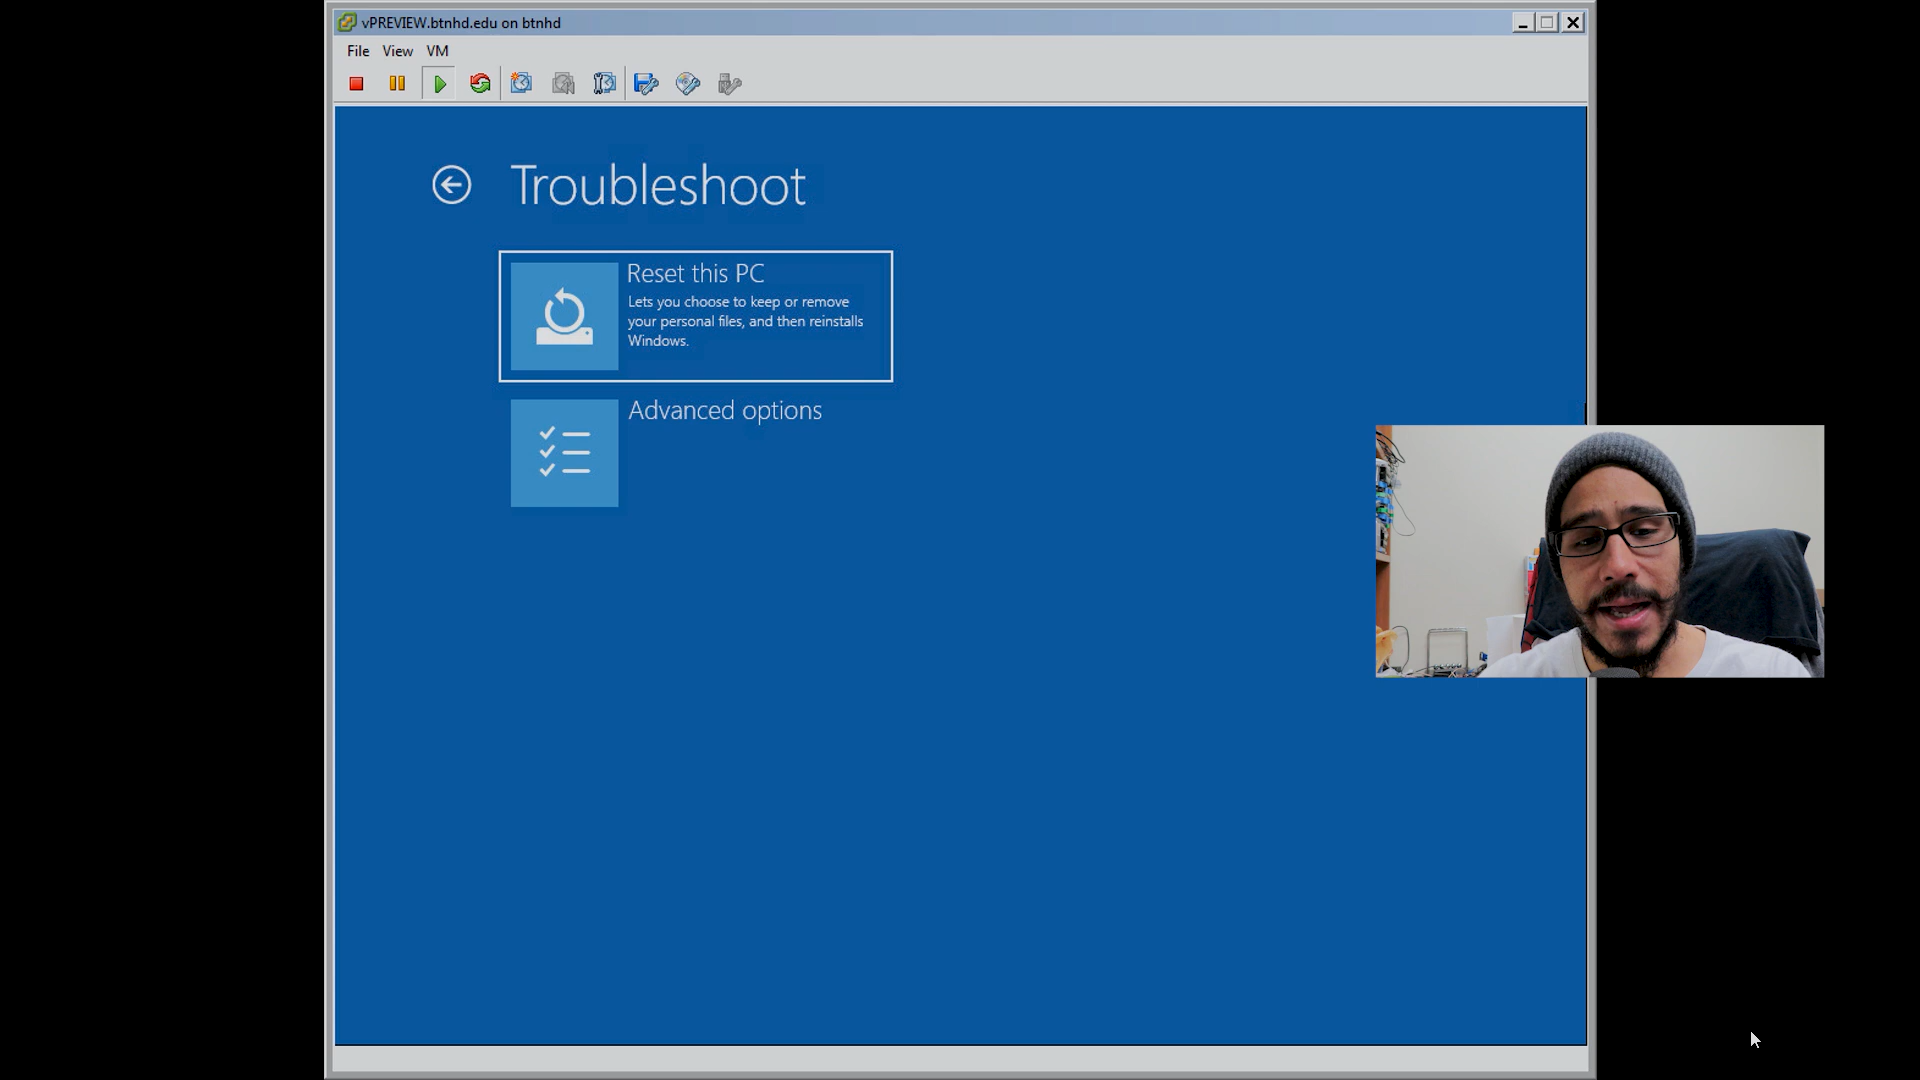 vPREVIEW.btnhd.edu on btnhd
File View VM
Troubleshoot
Reset this PC
Lets you choose to keep or remove
your personal files, and then reinstalls
Windows.
Advanced options